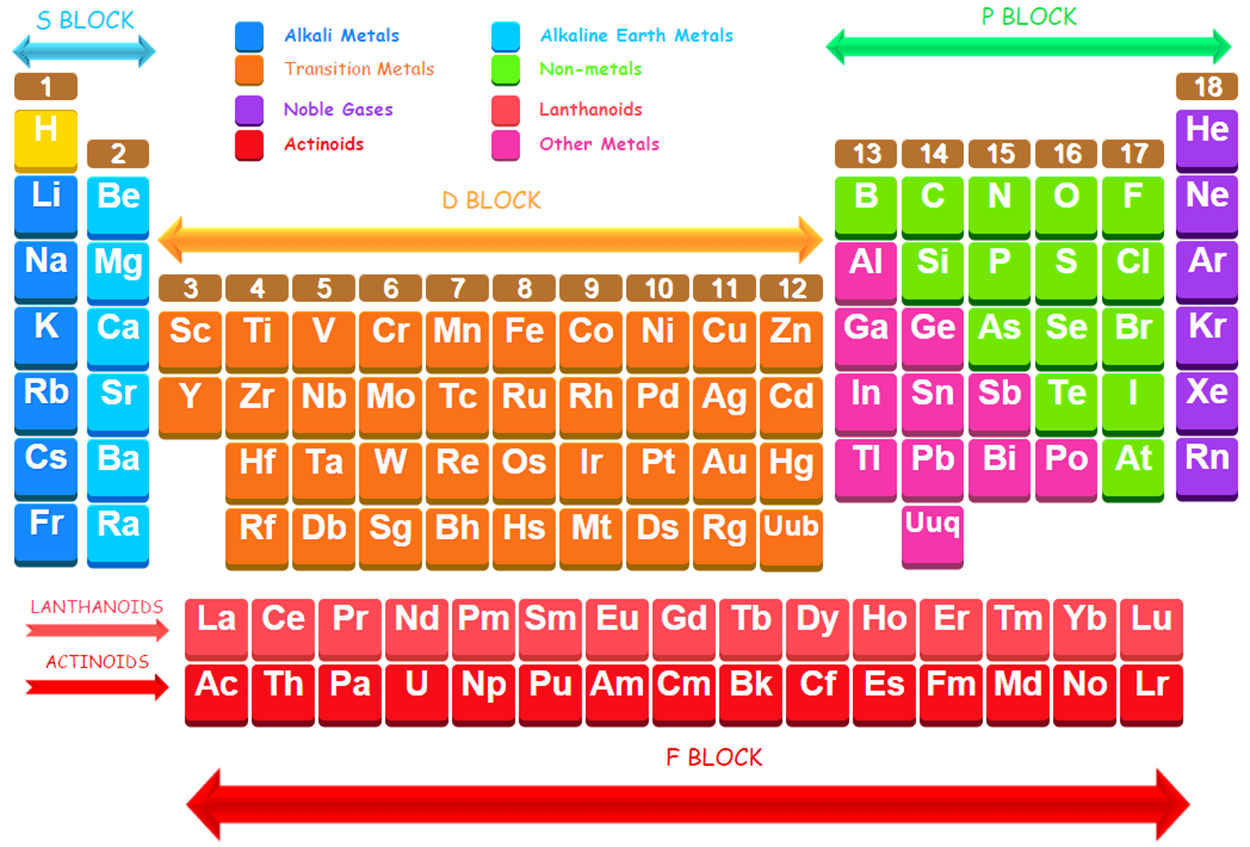 S BLOCK
P BLOCK
Alkali Metals
Alkaline Earth Metals
Transition Metals
Non-metals
Noble Gases
Lanthanoids
Actinoids
Other Metals
1
18
H
He
2
13 14 15 16 17
Li Be
B C N O F Ne
D BLOCK
Na Mg
Al Si P S Cl Ar
3 4 5 6 7 8 9 10 11 12
K Ca Sc Ti V Cr Mn Fe Co Ni Cu Zn Ga Ge As Se Br Kr
Rb Sr Y Zr Nb Mo Tc Ru Rh Pd Ag Cd In Sn Sb Te I Xe
Cs Ba Hf Ta W Re Os Ir Pt Au Hg Tl Pb Bi Po At Rn
Fr Ra Rf Db Sg Bh Hs Mt Ds Rg Uub Uuq
LANTHANOIDS
La Ce Pr Nd Pm Sm Eu Gd Tb Dy Ho Er Tm Yb Lu
ACTINOIDS
Ac Th Pa U Np Pu Am Cm Bk Cf Es Fm Md No Lr
F BLOCK